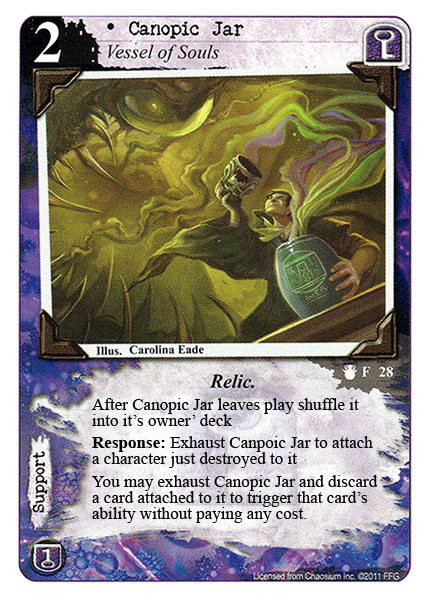 2
• Canopic Jar
Vessel of Souls
Illus. Carolina Eade
F 28
Relic.
After Canopic Jar leaves play shuffle it
into it's owner' deck
Response: Exhaust Canpoic Jar to attach
a character just destroyed to it
You may exhaust Canopic Jar and discard
a card attached to it to trigger that card's
ability without paying any cost.
Support
1
Licensed from Chaosium Inc. ©2011 FFG